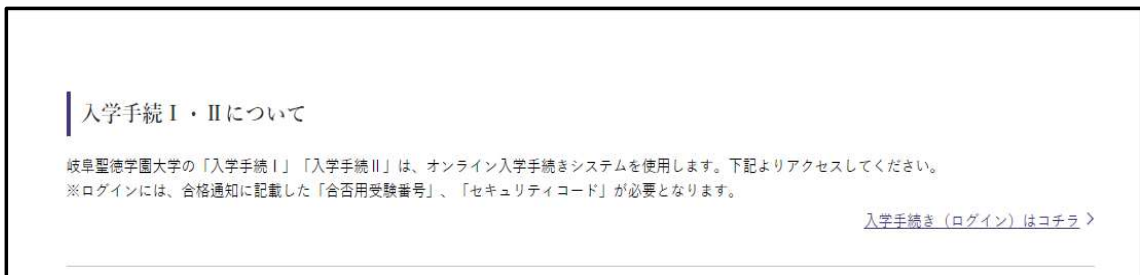 入学手続Ⅰ・Ⅱについて
岐阜聖徳学園大学の「入学手続Ⅰ」「入学手続Ⅱ」は、オンライン入学手続きシステムを使用します。下記よりアクセスしてください。
※ログインには、合格通知に記載した「合否用受験番号」、「セキュリティコード」が必要となります。
入学手続き（ログイン）はコチラ >